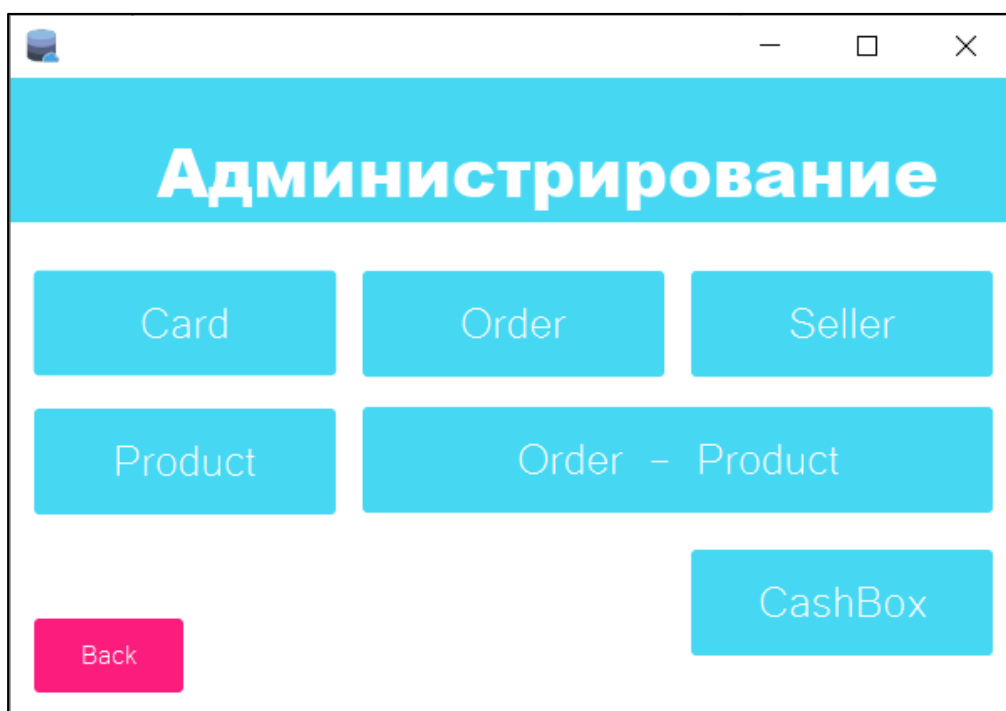 Администрирование
Card
Order
Seller
Product
Order - Product
CashBox
Back